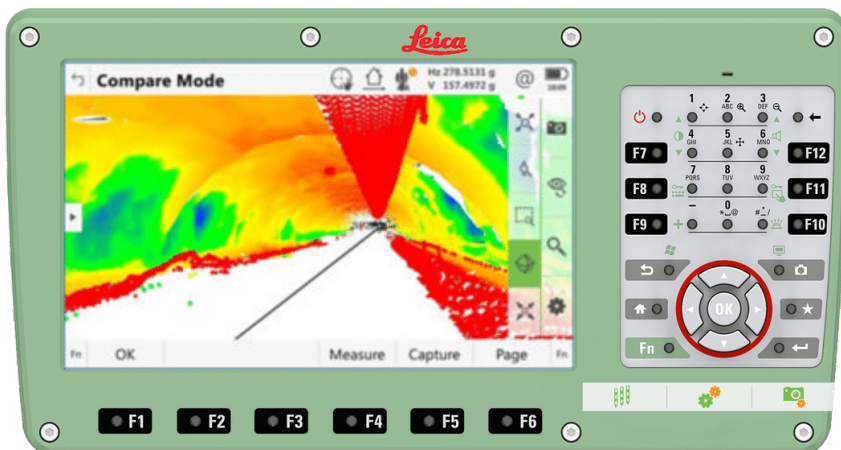 Leica
Compare Mode
Hz 278.5131 g
V 157.4972 g
@
10:09
Fn OK Measure Capture Page Fn
F1 F2 F3 F4 F5 F6
1 2 ABC 3 DEF
4 GHI 5 JKL 6 MNO
F7 F12
7 PQRS 8 TUV 9 WXYZ
F8 F11
- 0 *␣@ #·/
F9 + F10
OK
Fn